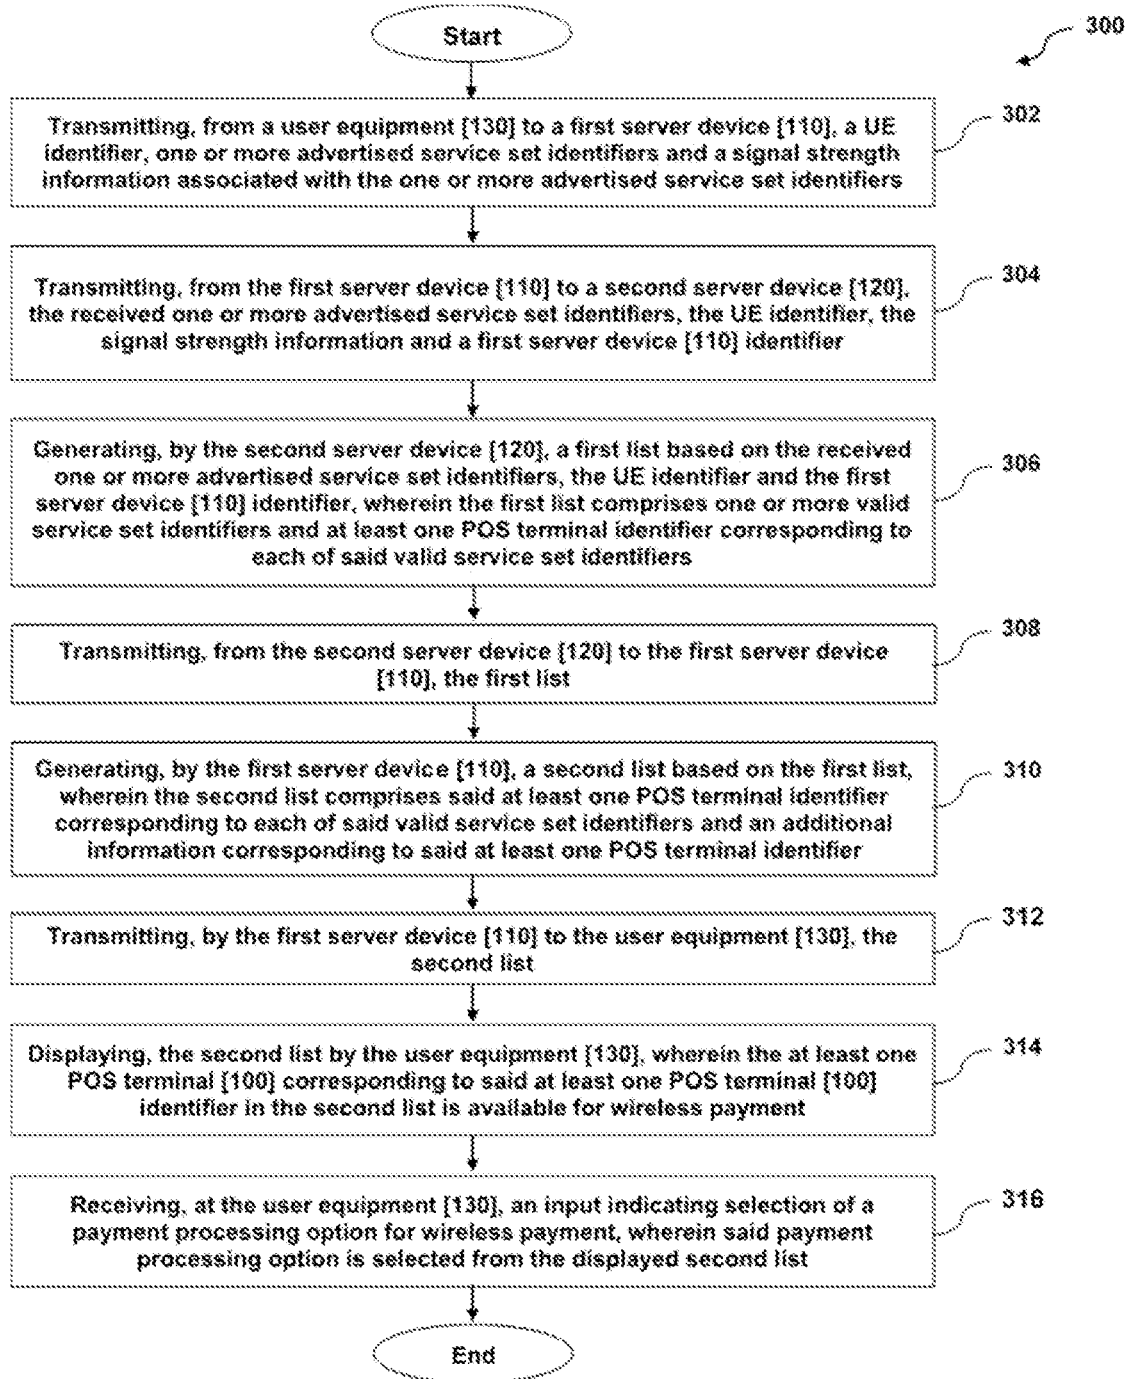 Start
300
Transmitting, from a user equipment [130] to a first server device [110], a UE
identifier, one or more advertised service set identifiers and a signal strength
information associated with the one or more advertised service set identifiers
302
Transmitting, from the first server device [110] to a second server device [120],
the received one or more advertised service set identifiers, the UE identifier, the
signal strength information and a first server device [110] identifier
304
Generating, by the second server device [120], a first list based on the received
one or more advertised service set identifiers, the UE identifier and the first
server device [110] identifier, wherein the first list comprises one or more valid
service set identifiers and at least one POS terminal identifier corresponding to
each of said valid service set identifiers
306
Transmitting, from the second server device [120] to the first server device
[110], the first list
308
Generating, by the first server device [110], a second list based on the first list,
wherein the second list comprises said at least one POS terminal identifier
corresponding to each of said valid service set identifiers and an additional
information corresponding to said at least one POS terminal identifier
310
Transmitting, by the first server device [110] to the user equipment [130], the
second list
312
Displaying, the second list by the user equipment [130], wherein the at least one
POS terminal [100] corresponding to said at least one POS terminal [100]
identifier in the second list is available for wireless payment
314
Receiving, at the user equipment [130], an input indicating selection of a
payment processing option for wireless payment, wherein said payment
processing option is selected from the displayed second list
316
End